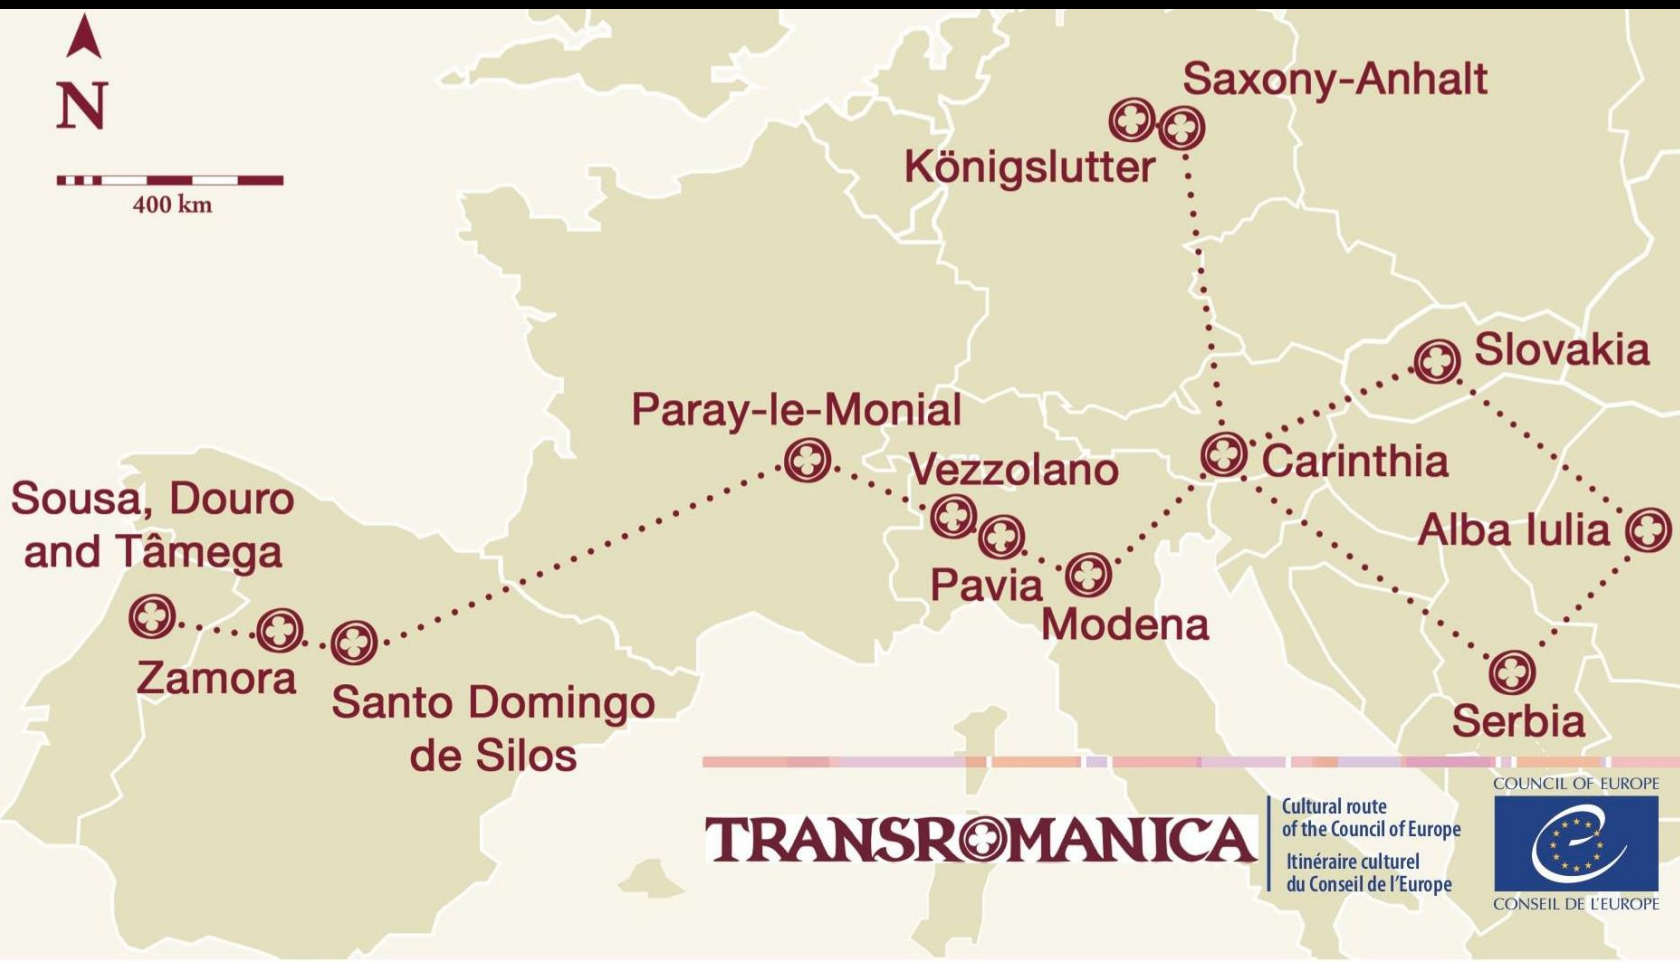 N
400 km
Saxony-Anhalt
Königslutter
Slovakia
Paray-le-Monial
Carinthia
Vezzolano
Sousa, Douro
and Tâmega
Alba Iulia
Pavia
Modena
Zamora
Santo Domingo
de Silos
Serbia
TRANSROMANICA
Cultural route
of the Council of Europe
Itinéraire culturel
du Conseil de l'Europe
COUNCIL OF EUROPE
CONSEIL DE L'EUROPE